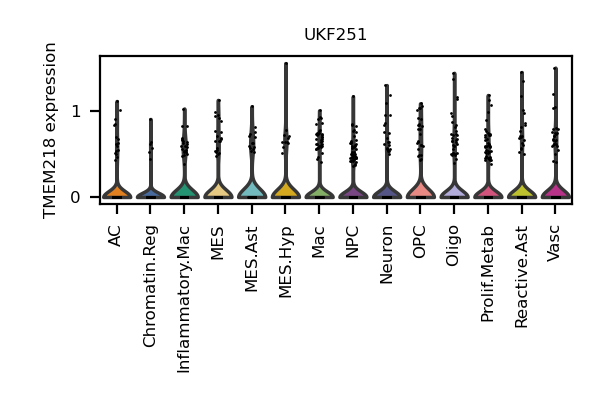 UKF251
TMEM218 expression
1
0
AC
Chromatin.Reg
Inflammatory.Mac
MES
MES.Ast
MES.Hyp
Mac
NPC
Neuron
OPC
Oligo
Prolif.Metab
Reactive.Ast
Vasc